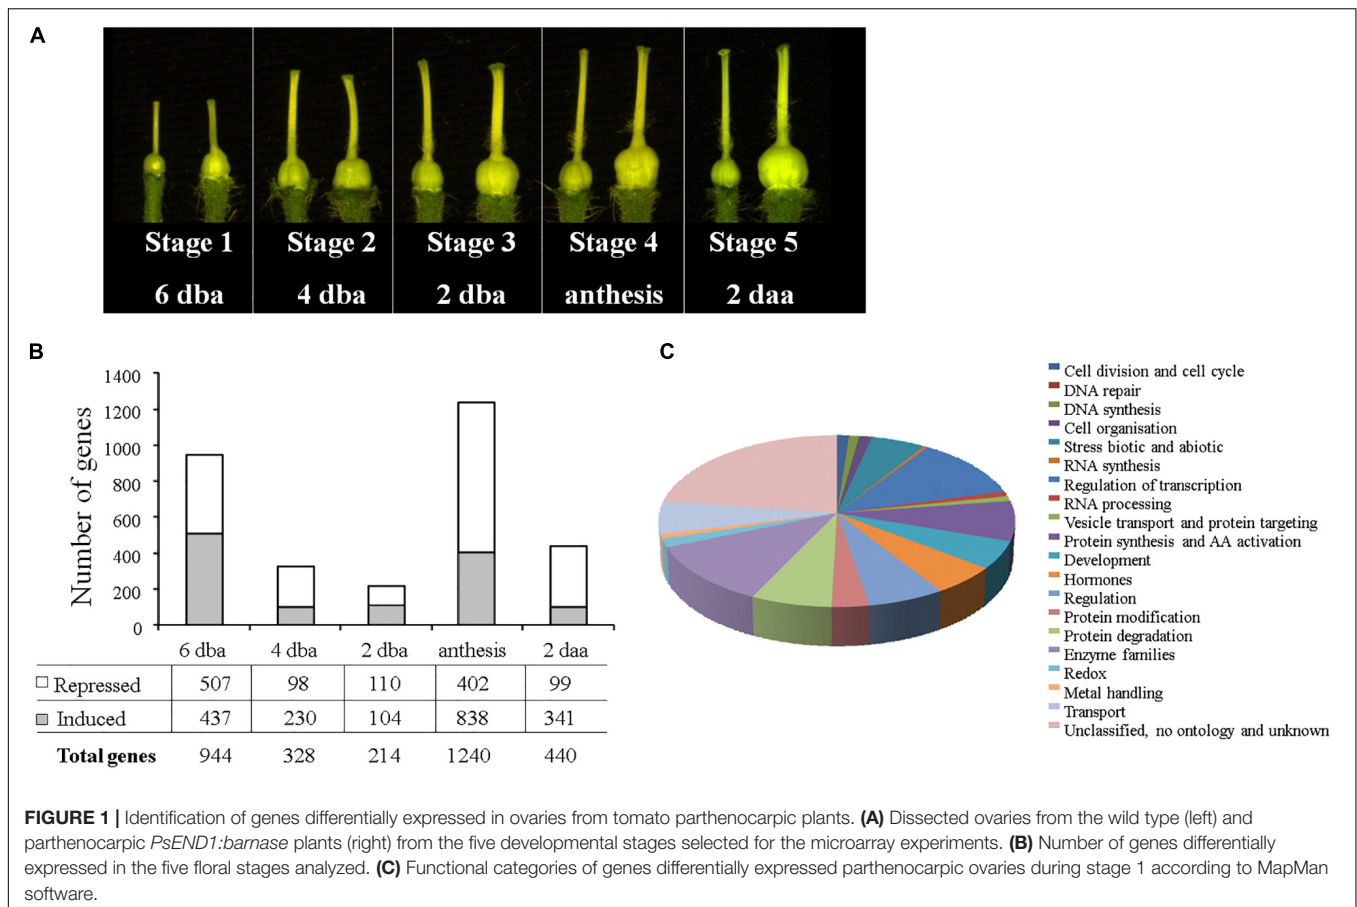 A
Stage 1
Stage 2
Stage 3
Stage 4
Stage 5
6 dba
4 dba
2 dba
anthesis
2 daa
B
Number of genes
1400
1200
1000
800
600
400
200
0
6 dba
4 dba
2 dba
anthesis
2 daa
Repressed 507 98 110 402 99
Induced 437 230 104 838 341
Total genes 944 328 214 1240 440
C
Cell division and cell cycle
DNA repair
DNA synthesis
Cell organisation
Stress biotic and abiotic
RNA synthesis
Regulation of transcription
RNA processing
Vesicle transport and protein targeting
Protein synthesis and AA activation
Development
Hormones
Regulation
Protein modification
Protein degradation
Enzyme families
Redox
Metal handling
Transport
Unclassified, no ontology and unknown
FIGURE 1 | Identification of genes differentially expressed in ovaries from tomato parthenocarpic plants. (A) Dissected ovaries from the wild type (left) and
parthenocarpic PsEND1:barnase plants (right) from the five developmental stages selected for the microarray experiments. (B) Number of genes differentially
expressed in the five floral stages analyzed. (C) Functional categories of genes differentially expressed parthenocarpic ovaries during stage 1 according to MapMan
software.